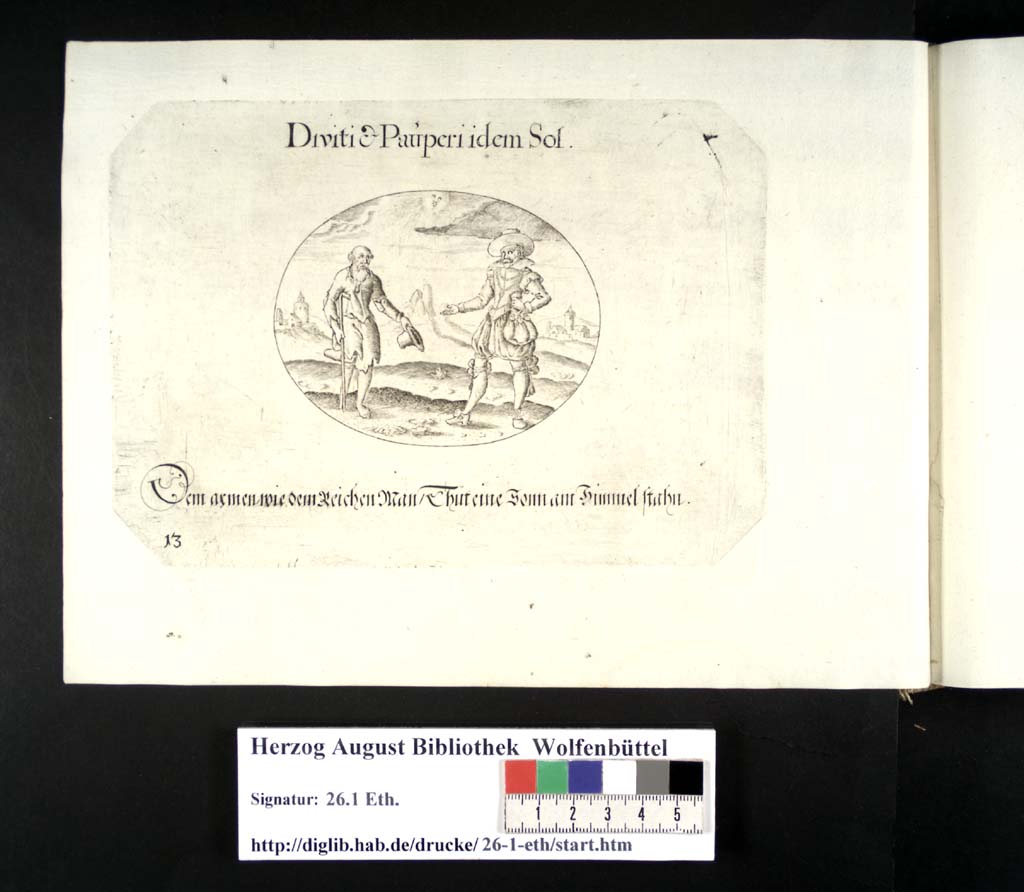 Diviti & Paůperi idem Sol.
Dem armen wie dem Reichen Man / Thut eine Sonn am Himmel stahn.
13
Herzog August Bibliothek Wolfenbüttel
Signatur: 26.1 Eth.
1 2 3 4 5
http://diglib.hab.de/drucke/ 26-1-eth/start.htm